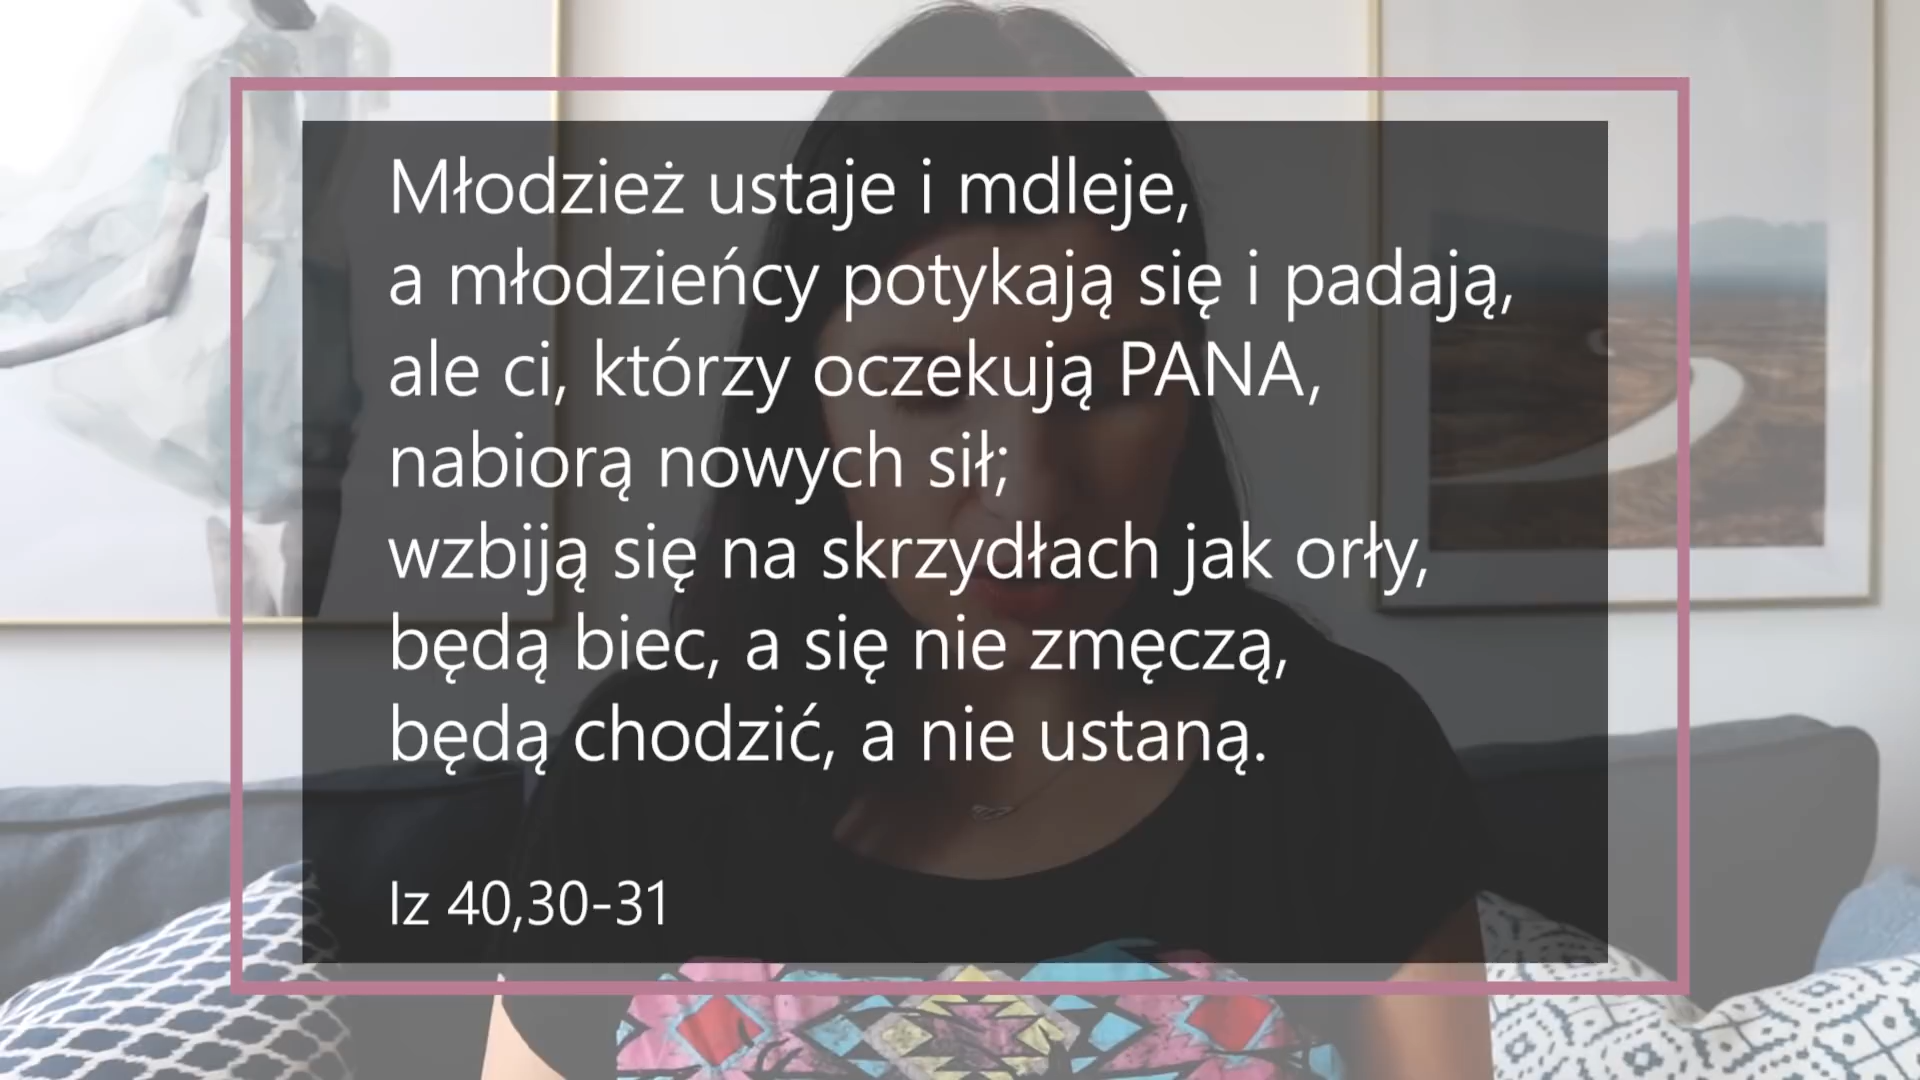 Młodzież ustaje i mdleje,
a młodzieńcy potykają się i padają,
ale ci, którzy oczekują PANA,
nabiorą nowych sił;
wzbiją się na skrzydłach jak orły,
będą biec, a się nie zmęczą,
będą chodzić, a nie ustaną.
Iz 40,30-31